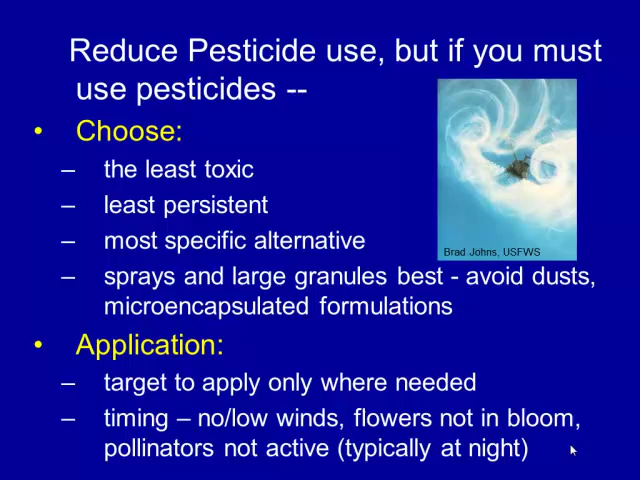 Reduce Pesticide use, but if you must
use pesticides --
• Choose:
– the least toxic
– least persistent
– most specific alternative
– sprays and large granules best - avoid dusts,
microencapsulated formulations
Brad Johns, USFWS
• Application:
– target to apply only where needed
– timing – no/low winds, flowers not in bloom,
pollinators not active (typically at night)